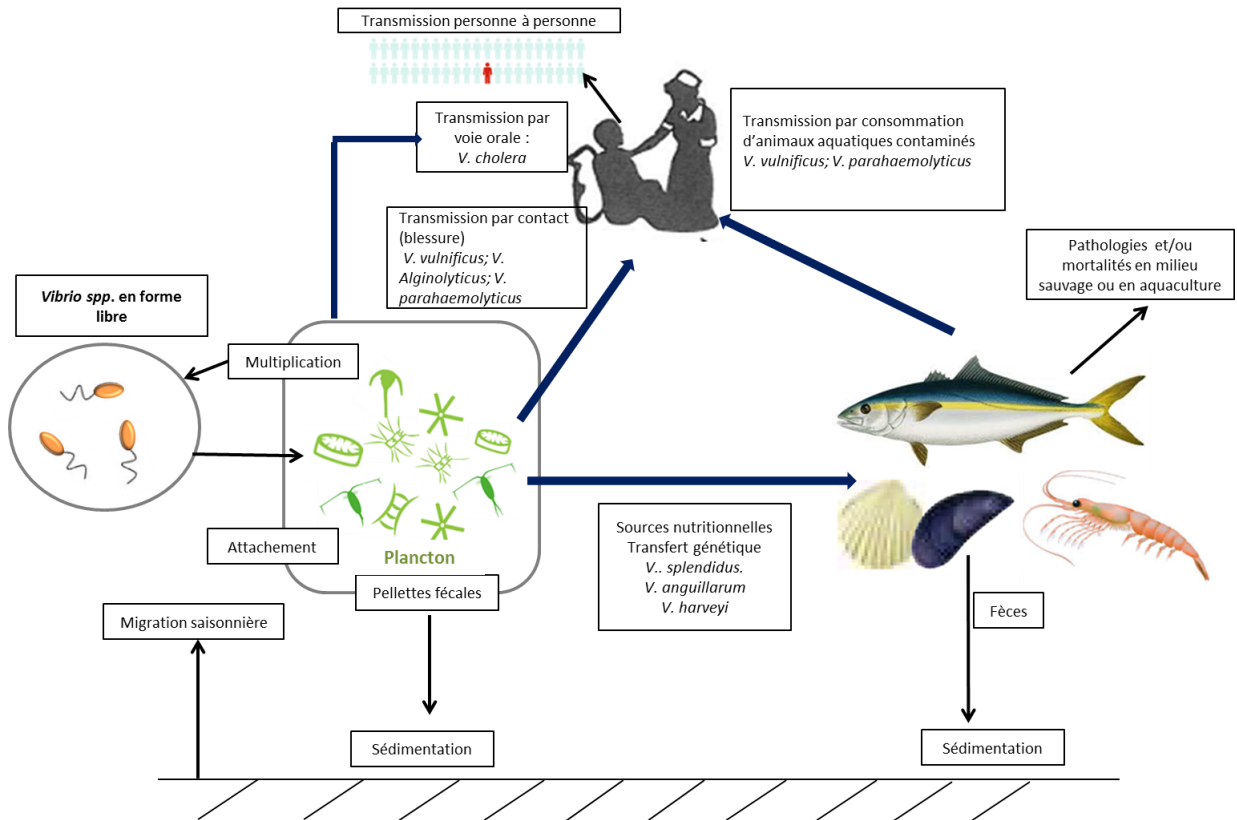 Transmission personne à personne
Transmission par
voie orale :
V. cholera
Transmission par consommation
d'animaux aquatiques contaminés
V. vulnificus; V. parahaemolyticus
Transmission par contact
(blessure)
V. vulnificus; V.
Alginolyticus; V.
parahaemolyticus
Pathologies et/ou
mortalités en milieu
sauvage ou en aquaculture
Vibrio spp. en forme
libre
Multiplication
Attachement
Plancton
Pellettes fécales
Sources nutritionnelles
Transfert génétique
V.. splendidus.
V. anguillarum
V. harveyi
Migration saisonnière
Fèces
Sédimentation
Sédimentation